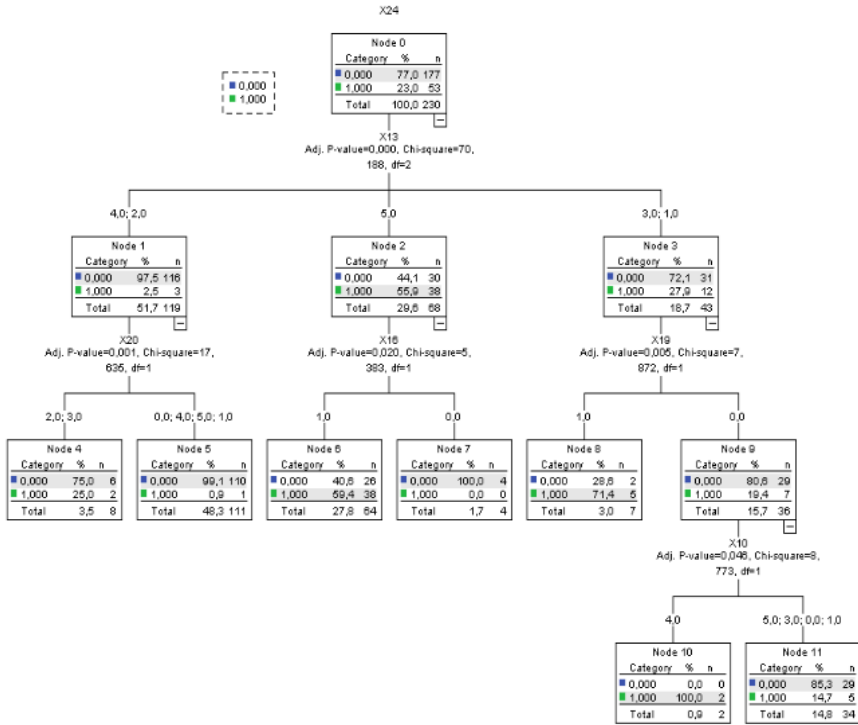 X24
Node 0
Category % n
0,000 77,0 177
1,000 23,0 53
Total 100,0 230
0,000
1,000
X13
Adj. P-value=0,000, Chi-square=70,
188, df=2
4,0; 2,0
5,0
3,0; 1,0
Node 1
Category % n
0,000 97,5 116
1,000 2,5 3
Total 51,7 119
Node 2
Category % n
0,000 44,1 30
1,000 55,9 38
Total 29,6 68
Node 3
Category % n
0,000 72,1 31
1,000 27,9 12
Total 18,7 43
X20
Adj. P-value=0,001, Chi-square=17,
635, df=1
X16
Adj. P-value=0,020, Chi-square=5,
383, df=1
X19
Adj. P-value=0,005, Chi-square=7,
872, df=1
2,0; 3,0
0,0; 4,0; 5,0; 1,0
1,0
0,0
1,0
0,0
Node 4
Category % n
0,000 75,0 6
1,000 25,0 2
Total 3,5 8
Node 5
Category % n
0,000 99,1 110
1,000 0,9 1
Total 48,3 111
Node 6
Category % n
0,000 40,6 26
1,000 59,4 38
Total 27,8 64
Node 7
Category % n
0,000 100,0 4
1,000 0,0 0
Total 1,7 4
Node 8
Category % n
0,000 28,6 2
1,000 71,4 5
Total 3,0 7
Node 9
Category % n
0,000 80,6 29
1,000 19,4 7
Total 15,7 36
X10
Adj. P-value=0,046, Chi-square=8,
773, df=1
4,0
5,0; 3,0; 0,0; 1,0
Node 10
Category % n
0,000 0,0 0
1,000 100,0 2
Total 0,9 2
Node 11
Category % n
0,000 85,3 29
1,000 14,7 5
Total 14,8 34